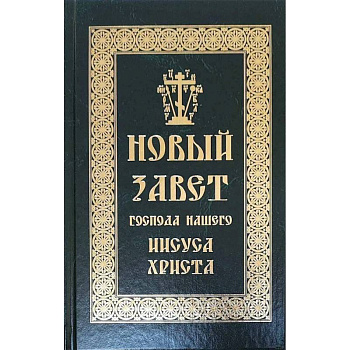 НОВЫЙ
ЗАВЕТ
ГОСПОДА НАШЕГО
ИИСУСА
ХРИСТА